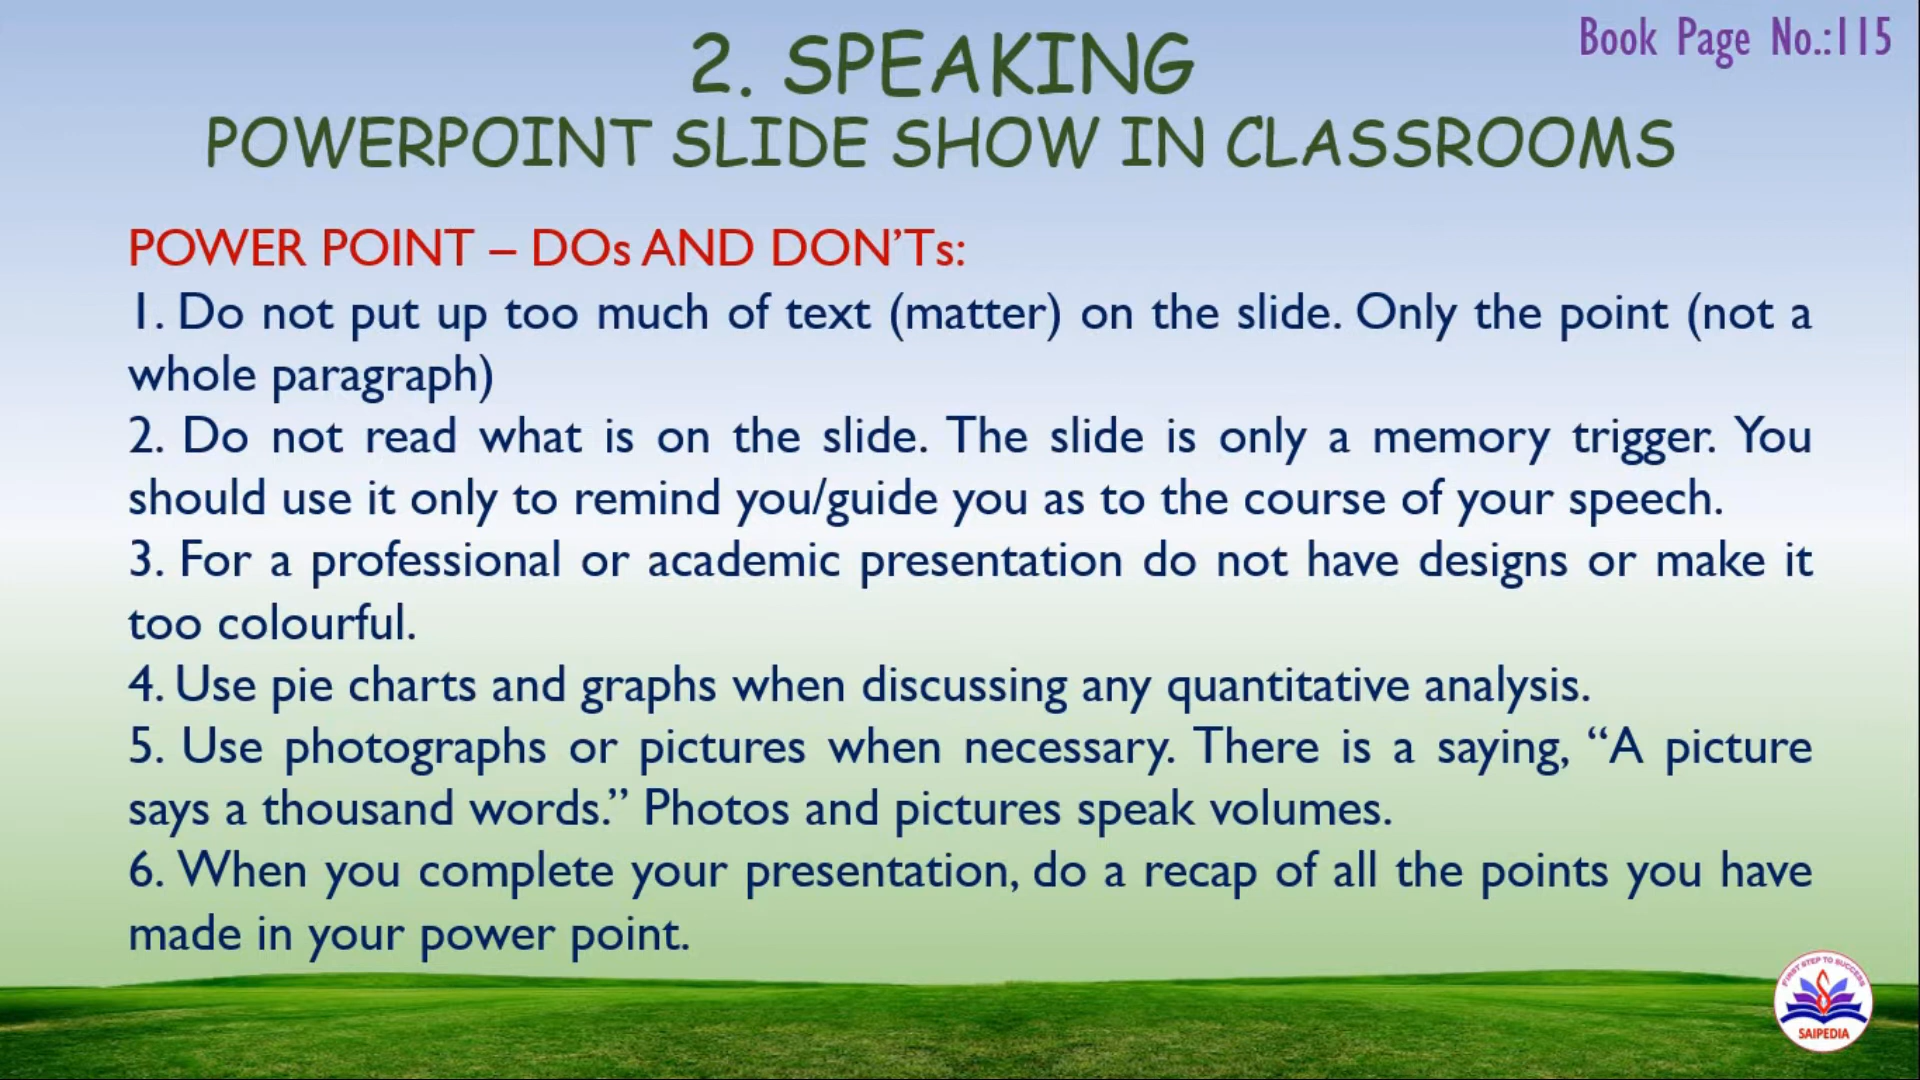 Book Page No.:115
2. SPEAKING
POWERPOINT SLIDE SHOW IN CLASSROOMS
POWER POINT – DOs AND DON’Ts:
1. Do not put up too much of text (matter) on the slide. Only the point (not a
whole paragraph)
2. Do not read what is on the slide. The slide is only a memory trigger. You
should use it only to remind you/guide you as to the course of your speech.
3. For a professional or academic presentation do not have designs or make it
too colourful.
4. Use pie charts and graphs when discussing any quantitative analysis.
5. Use photographs or pictures when necessary. There is a saying, “A picture
says a thousand words.” Photos and pictures speak volumes.
6. When you complete your presentation, do a recap of all the points you have
made in your power point.
FIRST STEP TO SUCCESS
SAIPEDIA